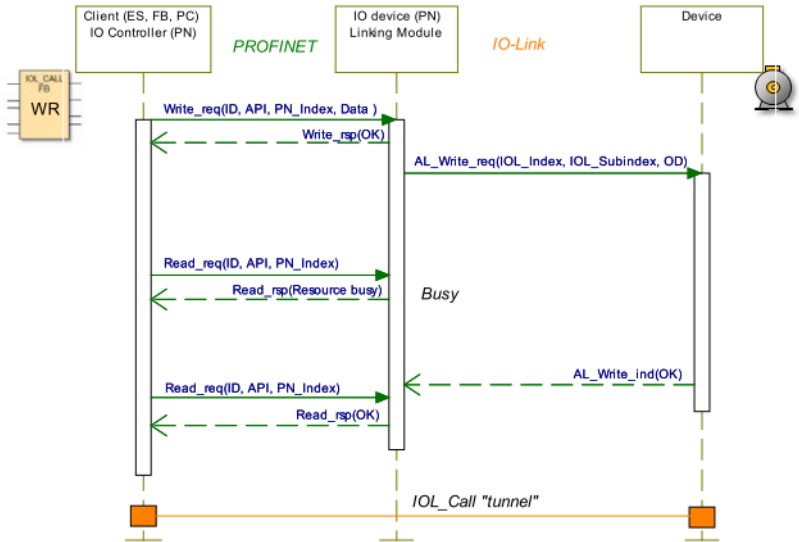 Client (ES, FB, PC)
IO Controller (PN)
PROFINET
IO device (PN)
Linking Module
IO-Link
Device
IOL_CALL
FB
WR
Write_req(ID, API, PN_Index, Data )
Write_rsp(OK)
AL_Write_req(IOL_Index, IOL_Subindex, OD)
Read_req(ID, API, PN_Index)
Read_rsp(Resource busy)
Busy
AL_Write_ind(OK)
Read_req(ID, API, PN_Index)
Read_rsp(OK)
IOL_Call "tunnel"